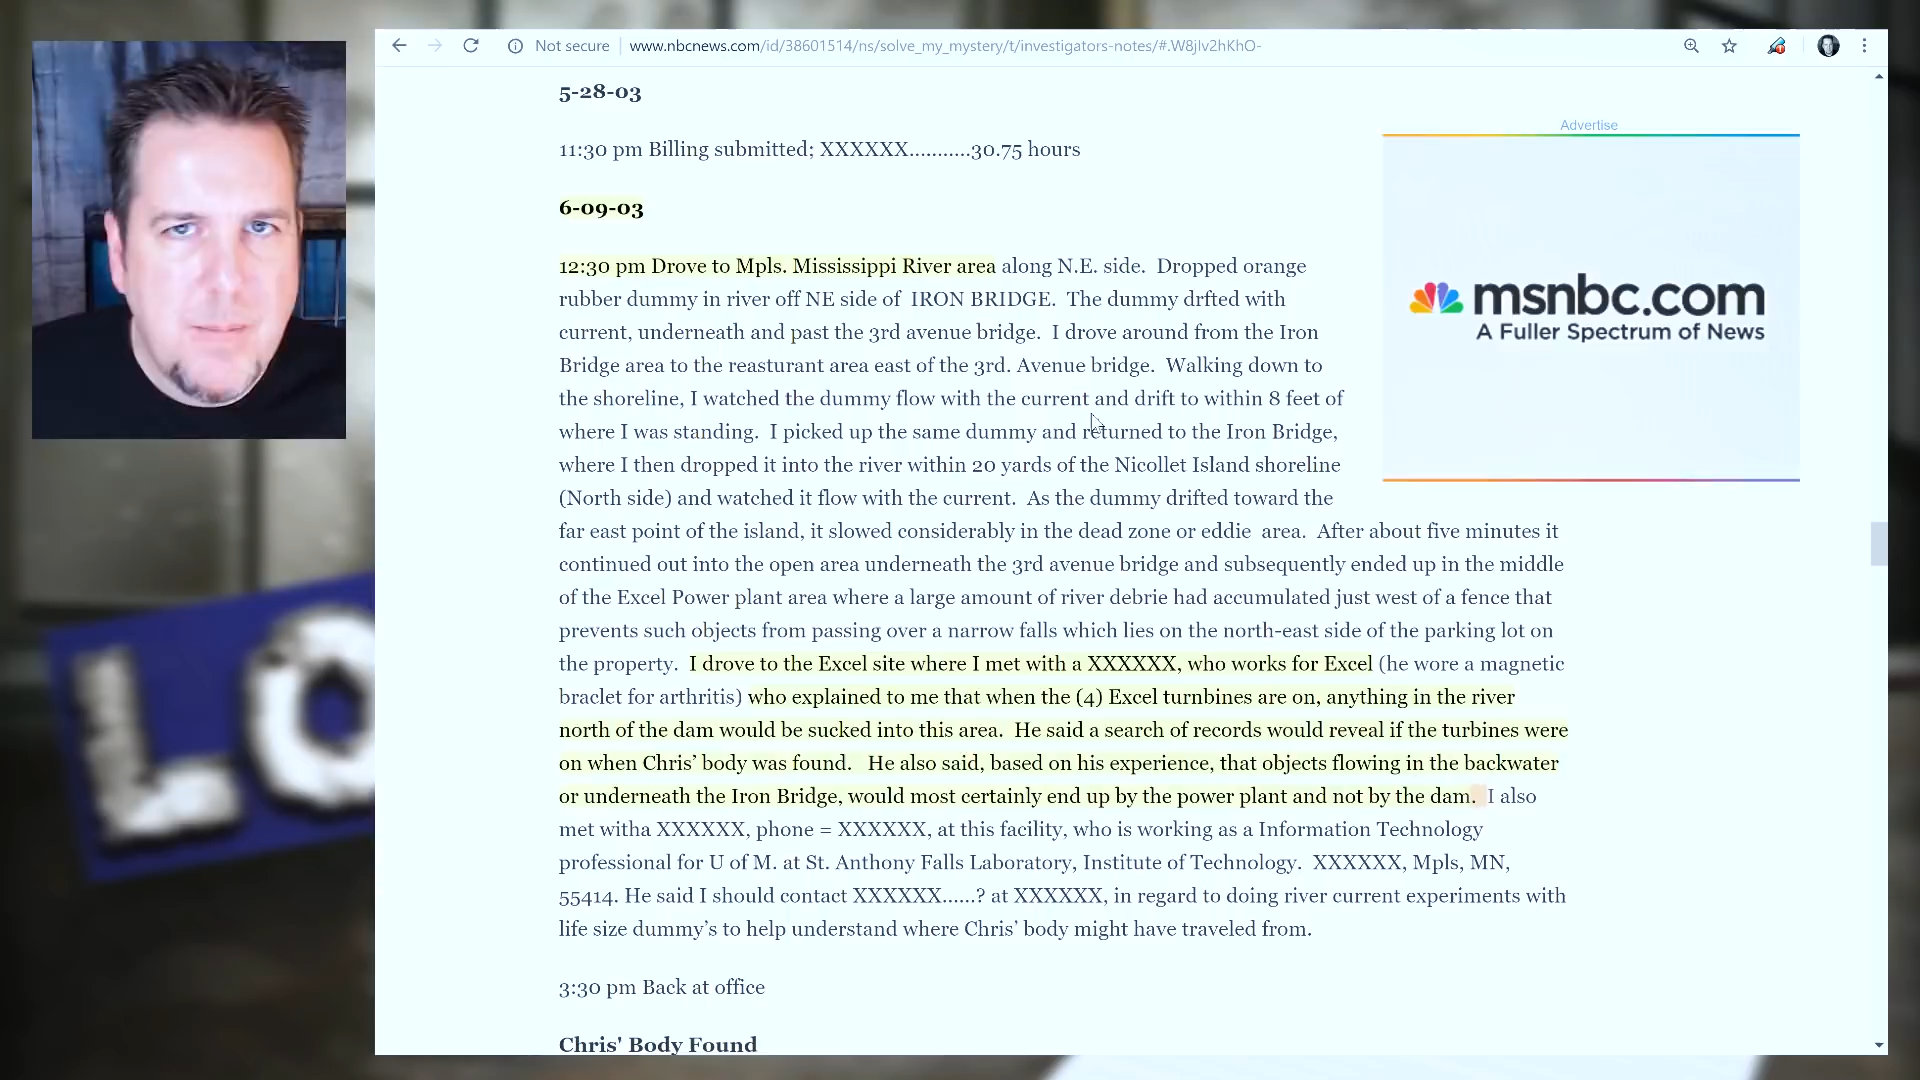 Not secure
www.nbcnews.com/id/38601514/ns/solve_my_mystery/t/investigators-notes/#.W8jIv2hKhO-
5-28-03
11:30 pm Billing submitted; XXXXXX...........30.75 hours
6-09-03
12:30 pm Drove to Mpls. Mississippi River area along N.E. side.  Dropped orange
rubber dummy in river off NE side of  IRON BRIDGE.  The dummy drfted with
current, underneath and past the 3rd avenue bridge.  I drove around from the Iron
Bridge area to the reasturant area east of the 3rd. Avenue bridge.  Walking down to
the shoreline, I watched the dummy flow with the current and drift to within 8 feet of
where I was standing.  I picked up the same dummy and returned to the Iron Bridge,
where I then dropped it into the river within 20 yards of the Nicollet Island shoreline
(North side) and watched it flow with the current.  As the dummy drifted toward the
far east point of the island, it slowed considerably in the dead zone or eddie  area.  After about five minutes it
continued out into the open area underneath the 3rd avenue bridge and subsequently ended up in the middle
of the Excel Power plant area where a large amount of river debrie had accumulated just west of a fence that
prevents such objects from passing over a narrow falls which lies on the north-east side of the parking lot on
the property.  I drove to the Excel site where I met with a XXXXXX, who works for Excel (he wore a magnetic
braclet for arthritis) who explained to me that when the (4) Excel turnbines are on, anything in the river
north of the dam would be sucked into this area.  He said a search of records would reveal if the turbines were
on when Chris’ body was found.   He also said, based on his experience, that objects flowing in the backwater
or underneath the Iron Bridge, would most certainly end up by the power plant and not by the dam.  I also
met witha XXXXXX, phone = XXXXXX, at this facility, who is working as a Information Technology
professional for U of M. at St. Anthony Falls Laboratory, Institute of Technology.  XXXXXX, Mpls, MN,
55414. He said I should contact XXXXXX......? at XXXXXX, in regard to doing river current experiments with
life size dummy’s to help understand where Chris’ body might have traveled from.
3:30 pm Back at office
Chris' Body Found
Advertise
msnbc.com
A Fuller Spectrum of News
LO